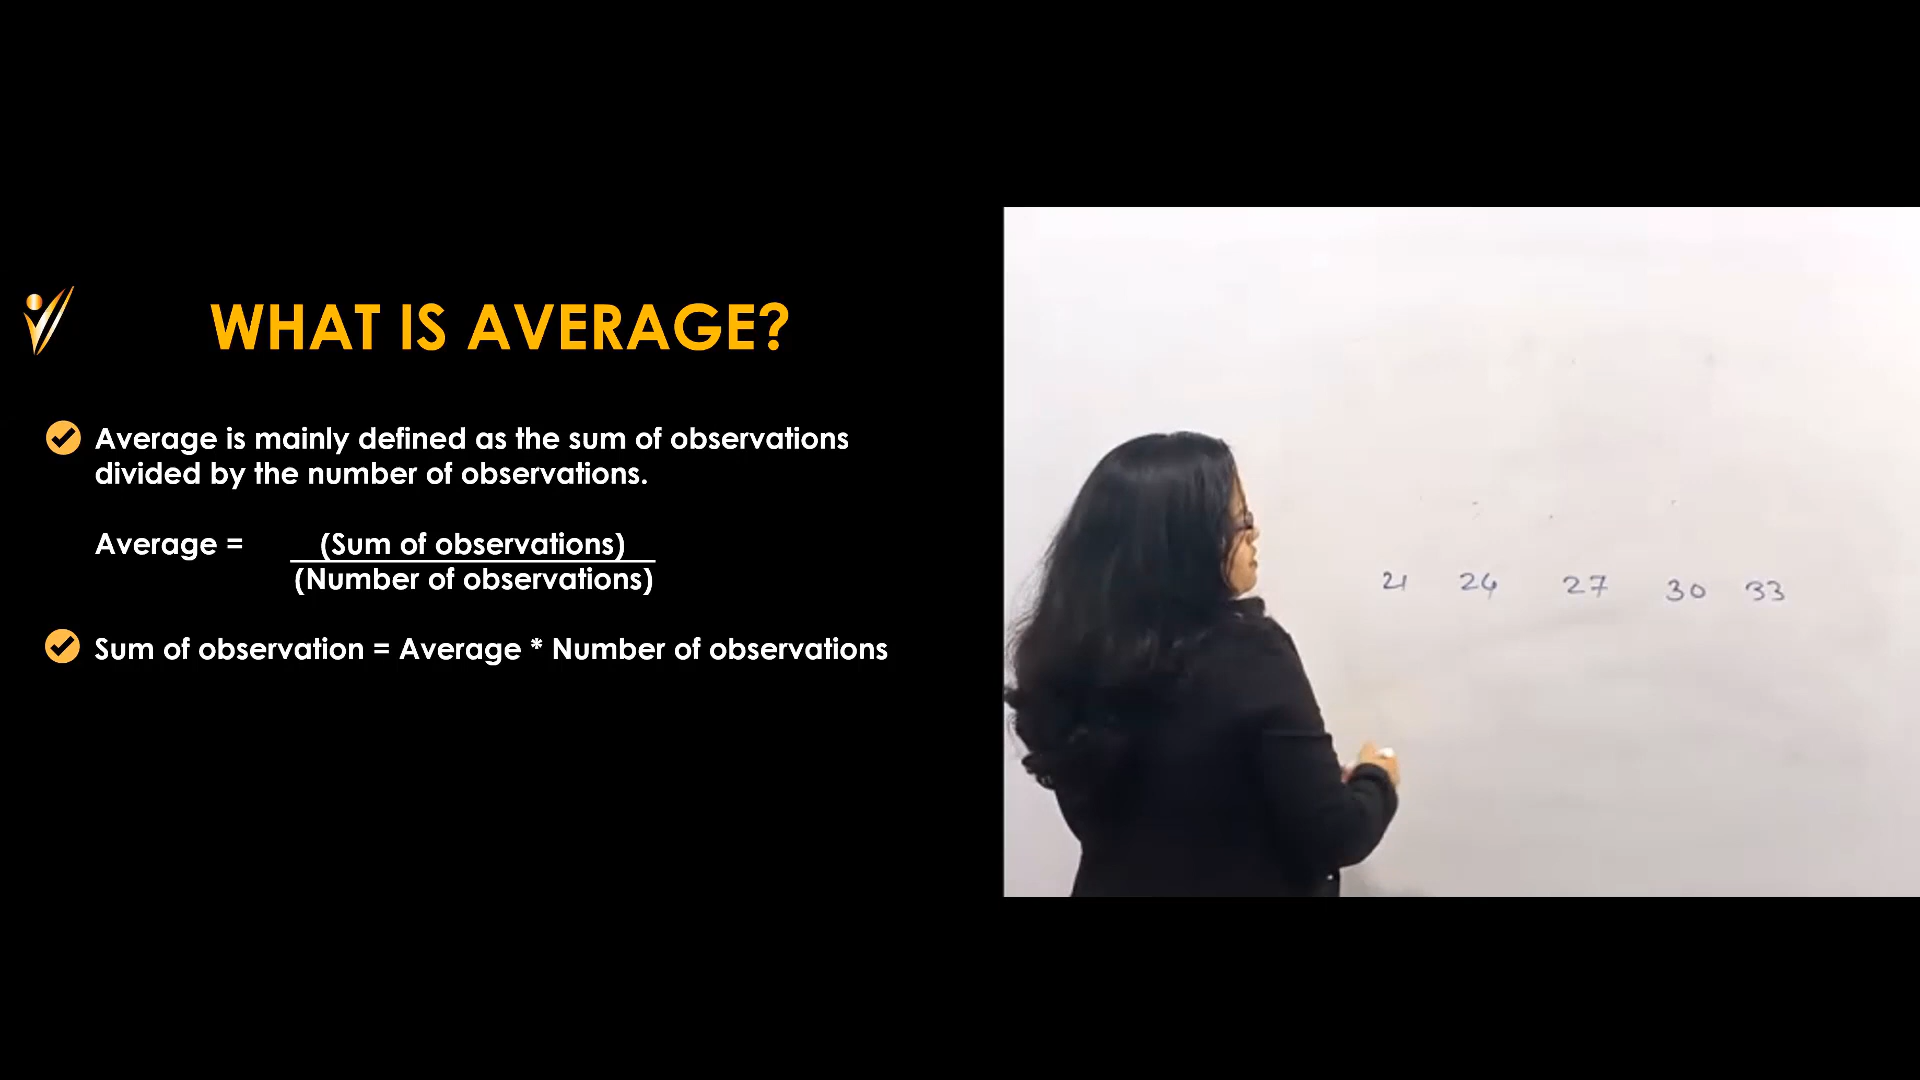 WHAT IS AVERAGE?
Average is mainly defined as the sum of observations
divided by the number of observations.
Average = (Sum of observations)
(Number of observations)
Sum of observation = Average * Number of observations
21 24 27 30 33